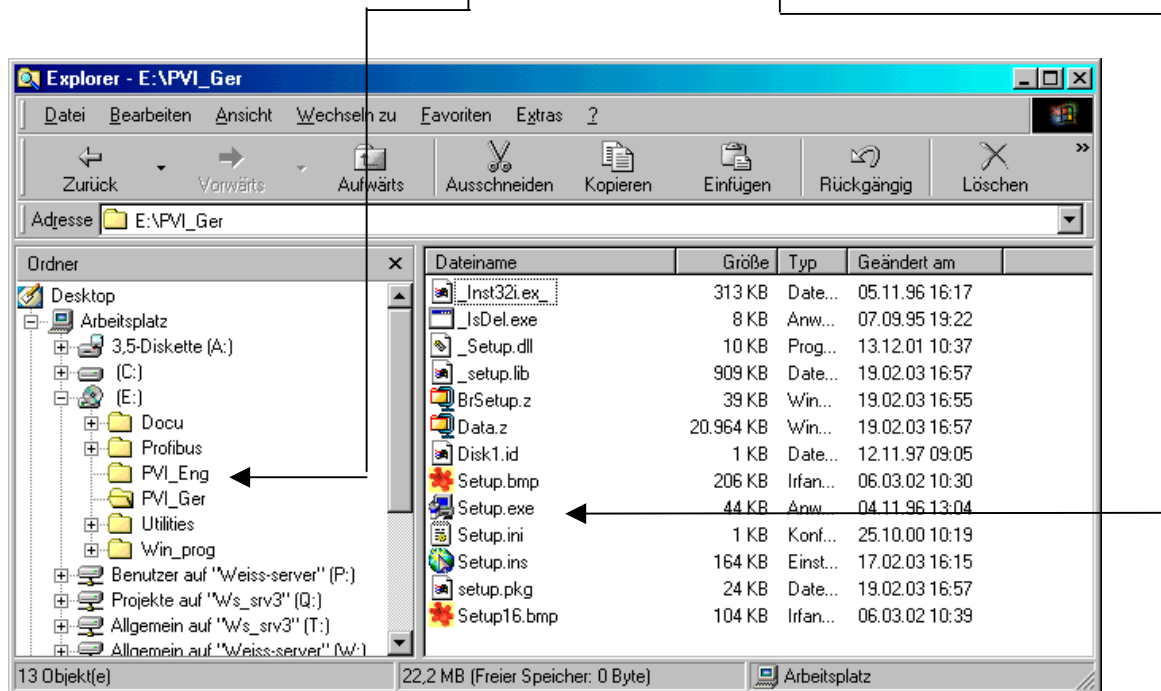 Explorer - E:\PVI_Ger
Datei Bearbeiten Ansicht Wechseln zu Favoriten Extras ?
Zurück Vorwärts Aufwärts Ausschneiden Kopieren Einfügen Rückgängig Löschen »
Adresse E:\PVI_Ger
Ordner
Desktop
Arbeitsplatz
3,5-Diskette (A:)
(C:)
(E:)
Docu
Profibus
PVI_Eng
PVI_Ger
Utilities
Win_prog
Benutzer auf "Weiss-server" (P:)
Projekte auf "Ws_srv3" (Q:)
Allgemein auf "Ws_srv3" (T:)
Allgemein auf "Weiss-server" (W:)
Dateiname Größe Typ Geändert am
_Inst32i.ex_ 313 KB Date... 05.11.96 16:17
_IsDel.exe 8 KB Anw... 07.09.95 19:22
_Setup.dll 10 KB Prog... 13.12.01 10:37
_setup.lib 909 KB Date... 19.02.03 16:57
BrSetup.z 39 KB Win... 19.02.03 16:55
Data.z 20.964 KB Win... 19.02.03 16:57
Disk1.id 1 KB Date... 12.11.97 09:05
Setup.bmp 206 KB Irfan... 06.03.02 10:30
Setup.exe 44 KB Anw... 04.11.96 13:04
Setup.ini 1 KB Konf... 25.10.00 10:19
Setup.ins 164 KB Einst... 17.02.03 16:15
setup.pkg 24 KB Date... 19.02.03 16:57
Setup16.bmp 104 KB Irfan... 06.03.02 10:39
13 Objekt(e) 22,2 MB (Freier Speicher: 0 Byte) Arbeitsplatz